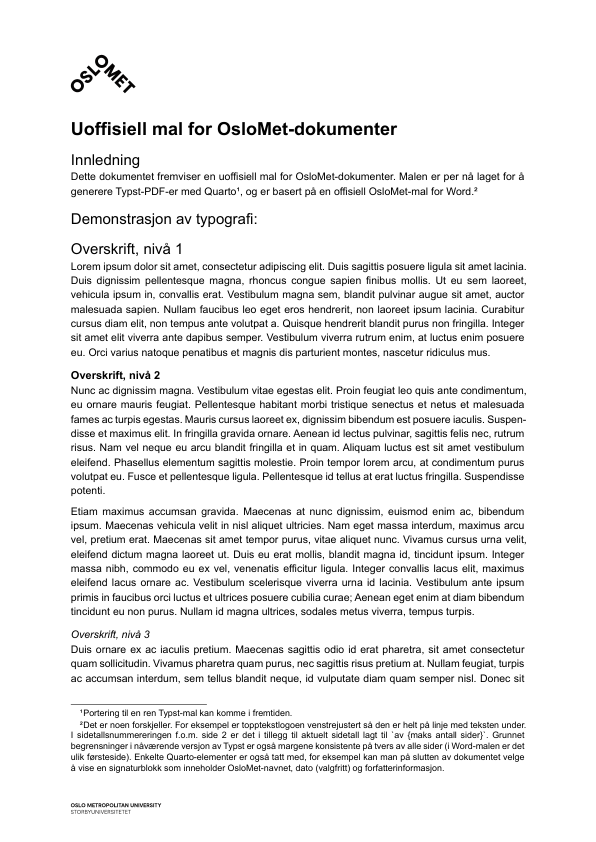 OSLOMET
Uoffisiell mal for OsloMet-dokumenter
Innledning
Dette dokumentet fremviser en uoffisiell mal for OsloMet-dokumenter. Malen er per nå laget for å
generere Typst-PDF-er med Quarto¹, og er basert på en offisiell OsloMet-mal for Word.²
Demonstrasjon av typografi:
Overskrift, nivå 1
Lorem ipsum dolor sit amet, consectetur adipiscing elit. Duis sagittis posuere ligula sit amet lacinia.
Duis dignissim pellentesque magna, rhoncus congue sapien finibus mollis. Ut eu sem laoreet,
vehicula ipsum in, convallis erat. Vestibulum magna sem, blandit pulvinar augue sit amet, auctor
malesuada sapien. Nullam faucibus leo eget eros hendrerit, non laoreet ipsum lacinia. Curabitur
cursus diam elit, non tempus ante volutpat a. Quisque hendrerit blandit purus non fringilla. Integer
sit amet elit viverra ante dapibus semper. Vestibulum viverra rutrum enim, at luctus enim posuere
eu. Orci varius natoque penatibus et magnis dis parturient montes, nascetur ridiculus mus.
Overskrift, nivå 2
Nunc ac dignissim magna. Vestibulum vitae egestas elit. Proin feugiat leo quis ante condimentum,
eu ornare mauris feugiat. Pellentesque habitant morbi tristique senectus et netus et malesuada
fames ac turpis egestas. Mauris cursus laoreet ex, dignissim bibendum est posuere iaculis. Suspen-
disse et maximus elit. In fringilla gravida ornare. Aenean id lectus pulvinar, sagittis felis nec, rutrum
risus. Nam vel neque eu arcu blandit fringilla et in quam. Aliquam luctus est sit amet vestibulum
eleifend. Phasellus elementum sagittis molestie. Proin tempor lorem arcu, at condimentum purus
volutpat eu. Fusce et pellentesque ligula. Pellentesque id tellus at erat luctus fringilla. Suspendisse
potenti.
Etiam maximus accumsan gravida. Maecenas at nunc dignissim, euismod enim ac, bibendum
ipsum. Maecenas vehicula velit in nisl aliquet ultricies. Nam eget massa interdum, maximus arcu
vel, pretium erat. Maecenas sit amet tempor purus, vitae aliquet nunc. Vivamus cursus urna velit,
eleifend dictum magna laoreet ut. Duis eu erat mollis, blandit magna id, tincidunt ipsum. Integer
massa nibh, commodo eu ex vel, venenatis efficitur ligula. Integer convallis lacus elit, maximus
eleifend lacus ornare ac. Vestibulum scelerisque viverra urna id lacinia. Vestibulum ante ipsum
primis in faucibus orci luctus et ultrices posuere cubilia curae; Aenean eget enim at diam bibendum
tincidunt eu non purus. Nullam id magna ultrices, sodales metus viverra, tempus turpis.
Overskrift, nivå 3
Duis ornare ex ac iaculis pretium. Maecenas sagittis odio id erat pharetra, sit amet consectetur
quam sollicitudin. Vivamus pharetra quam purus, nec sagittis risus pretium at. Nullam feugiat, turpis
ac accumsan interdum, sem tellus blandit neque, id vulputate diam quam semper nisl. Donec sit
¹Portering til en ren Typst-mal kan komme i fremtiden.
²Det er noen forskjeller. For eksempel er topptekstlogoen venstrejustert så den er helt på linje med teksten under.
I sidetallsnummereringen f.o.m. side 2 er det i tillegg til aktuelt sidetall lagt til `av {maks antall sider}`. Grunnet
begrensninger i nåværende versjon av Typst er også margene konsistente på tvers av alle sider (i Word-malen er det
ulik førsteside). Enkelte Quarto-elementer er også tatt med, for eksempel kan man på slutten av dokumentet velge
å vise en signaturblokk som inneholder OsloMet-navnet, dato (valgfritt) og forfatterinformasjon.
OSLO METROPOLITAN UNIVERSITY
STORBYUNIVERSITETET